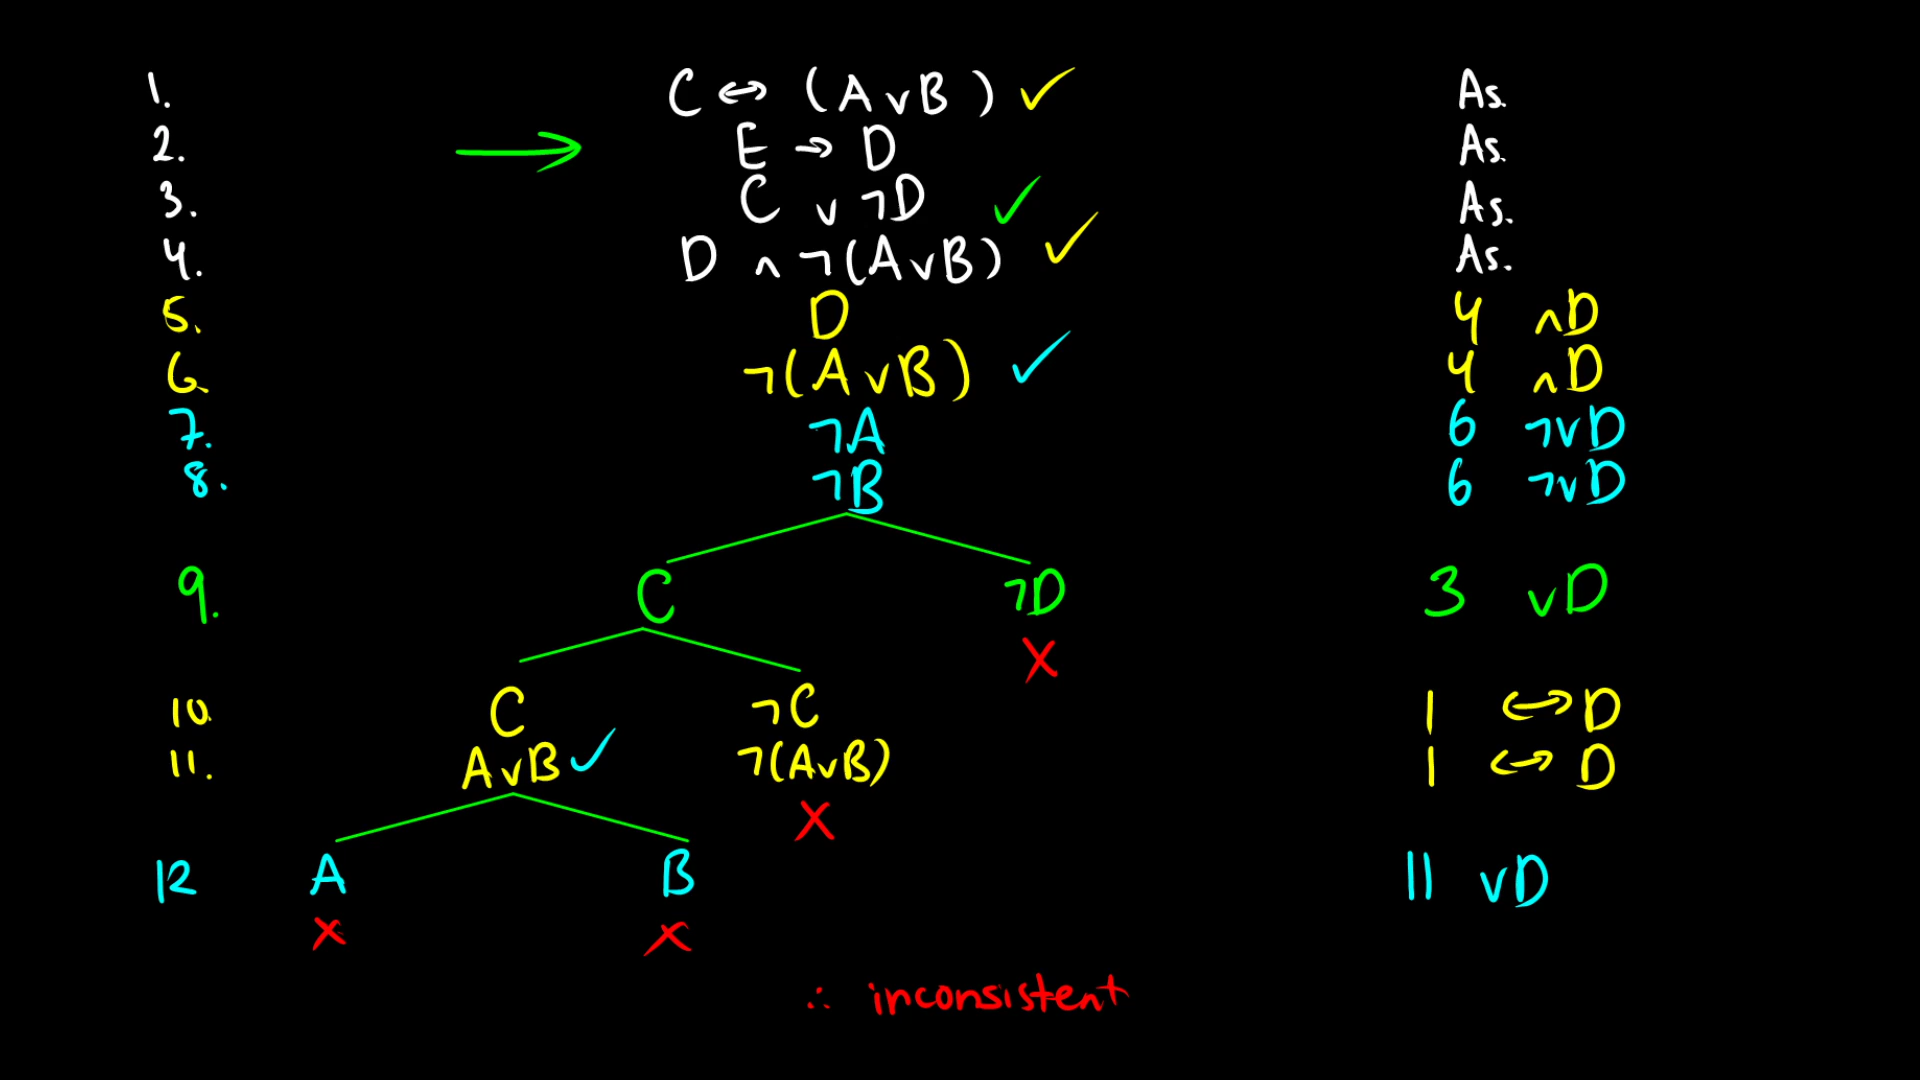 1. C ↔ (A ∨ B) ✓ As.
2. → E → D As.
3. C ∨ ¬D ✓ As.
4. D ∧ ¬(A ∨ B) ✓ As.
5. D 4 ∧D
6. ¬(A ∨ B) ✓ 4 ∧D
7. ¬A 6 ¬∨D
8. ¬B 6 ¬∨D
9. C ¬D 3 ∨D
X
10. C ¬C 1 ↔D
11. A∨B ✓ ¬(A∨B) 1 ↔D
X
12 A B 11 ∨D
X X
∴ inconsistent